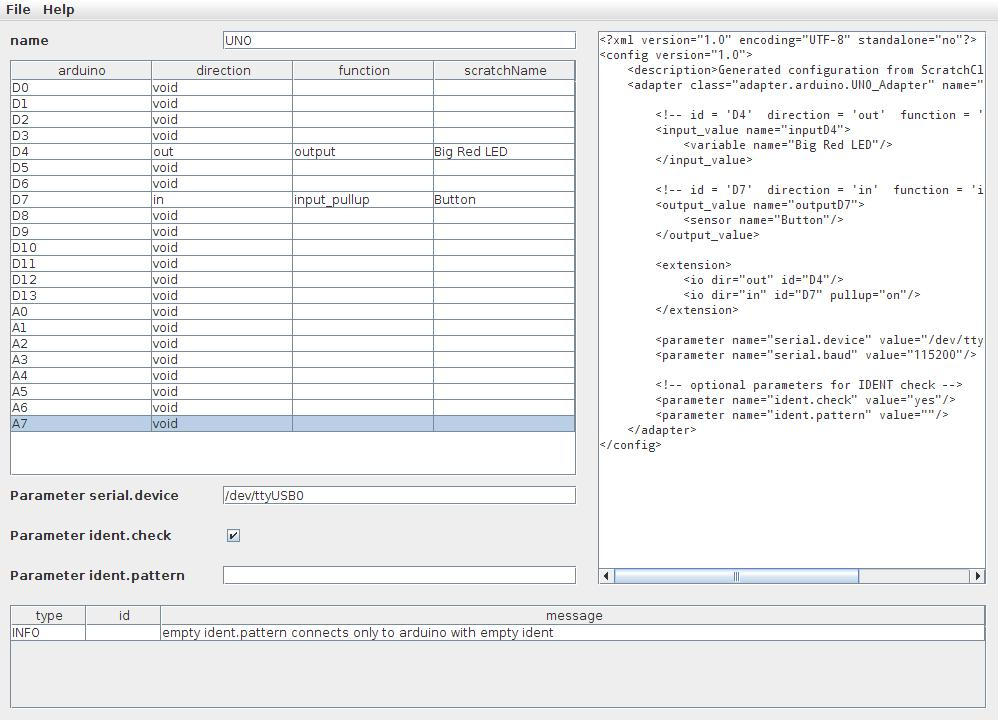 File Help
name UNO
arduino direction function scratchName
D0 void
D1 void
D2 void
D3 void
D4 out output Big Red LED
D5 void
D6 void
D7 in input_pullup Button
D8 void
D9 void
D10 void
D11 void
D12 void
D13 void
A0 void
A1 void
A2 void
A3 void
A4 void
A5 void
A6 void
A7 void
Parameter serial.device /dev/ttyUSB0
Parameter ident.check
Parameter ident.pattern
<?xml version="1.0" encoding="UTF-8" standalone="no"?>
<config version="1.0">
<description>Generated configuration from ScratchCl
<adapter class="adapter.arduino.UNO_Adapter" name="
<!-- id = 'D4' direction = 'out' function = '
<input_value name="inputD4">
<variable name="Big Red LED"/>
</input_value>
<!-- id = 'D7' direction = 'in' function = 'i
<output_value name="outputD7">
<sensor name="Button"/>
</output_value>
<extension>
<io dir="out" id="D4"/>
<io dir="in" id="D7" pullup="on"/>
</extension>
<parameter name="serial.device" value="/dev/tty
<parameter name="serial.baud" value="115200"/>
<!-- optional parameters for IDENT check -->
<parameter name="ident.check" value="yes"/>
<parameter name="ident.pattern" value=""/>
</adapter>
</config>
type id message
INFO empty ident.pattern connects only to arduino with empty ident